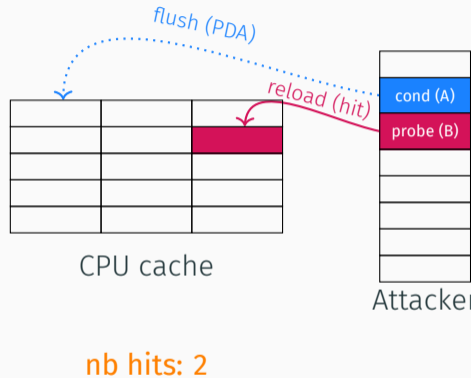 flush (PDA)
cond (A)
reload (hit)
probe (B)
CPU cache
Attacker
nb hits: 2